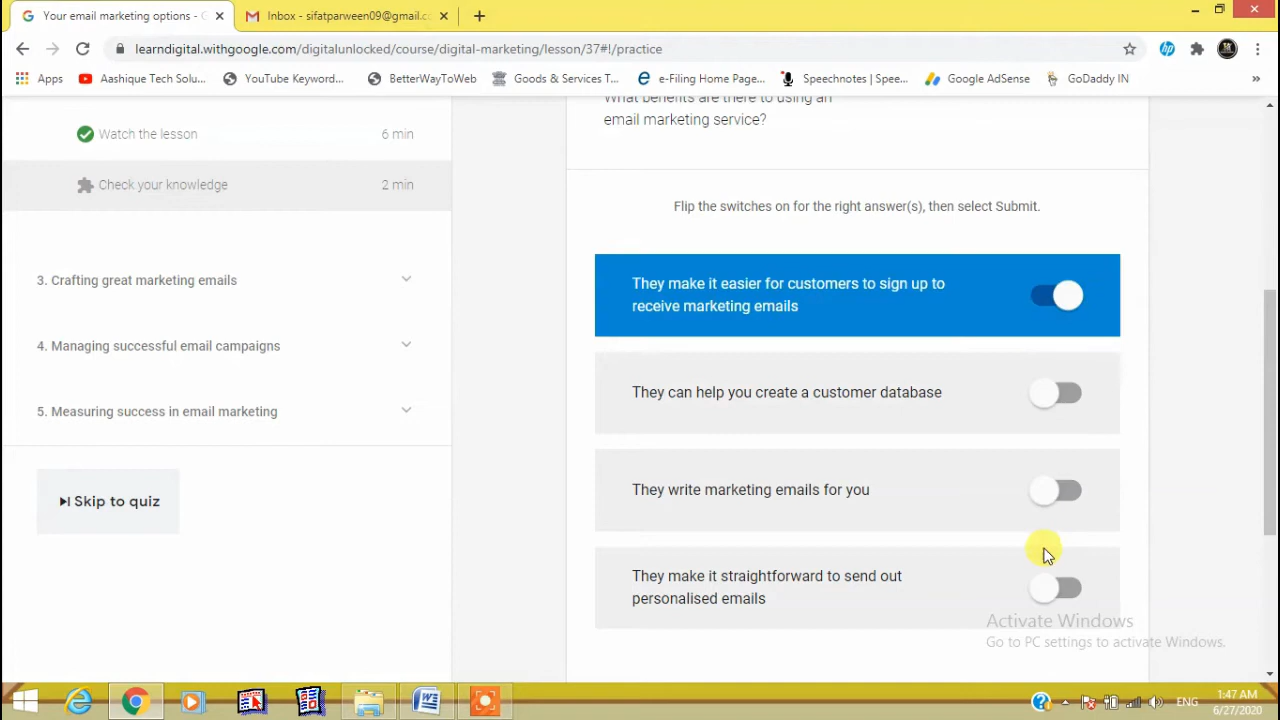 Your email marketing options - G
Inbox - sifatparween09@gmail.cc
learndigital.withgoogle.com/digitalunlocked/course/digital-marketing/lesson/37#!/practice
Apps
Aashique Tech Solu...
YouTube Keyword...
BetterWayToWeb
Goods & Services T...
e-Filing Home Page...
Speechnotes | Spee...
Google AdSense
GoDaddy IN
»
Watch the lesson 6 min
Check your knowledge 2 min
3. Crafting great marketing emails
4. Managing successful email campaigns
5. Measuring success in email marketing
Skip to quiz
What benefits are there to using an
email marketing service?
Flip the switches on for the right answer(s), then select Submit.
They make it easier for customers to sign up to
receive marketing emails
They can help you create a customer database
They write marketing emails for you
They make it straightforward to send out
personalised emails
Activate Windows
Go to PC settings to activate Windows.
ENG
1:47 AM
6/27/2020